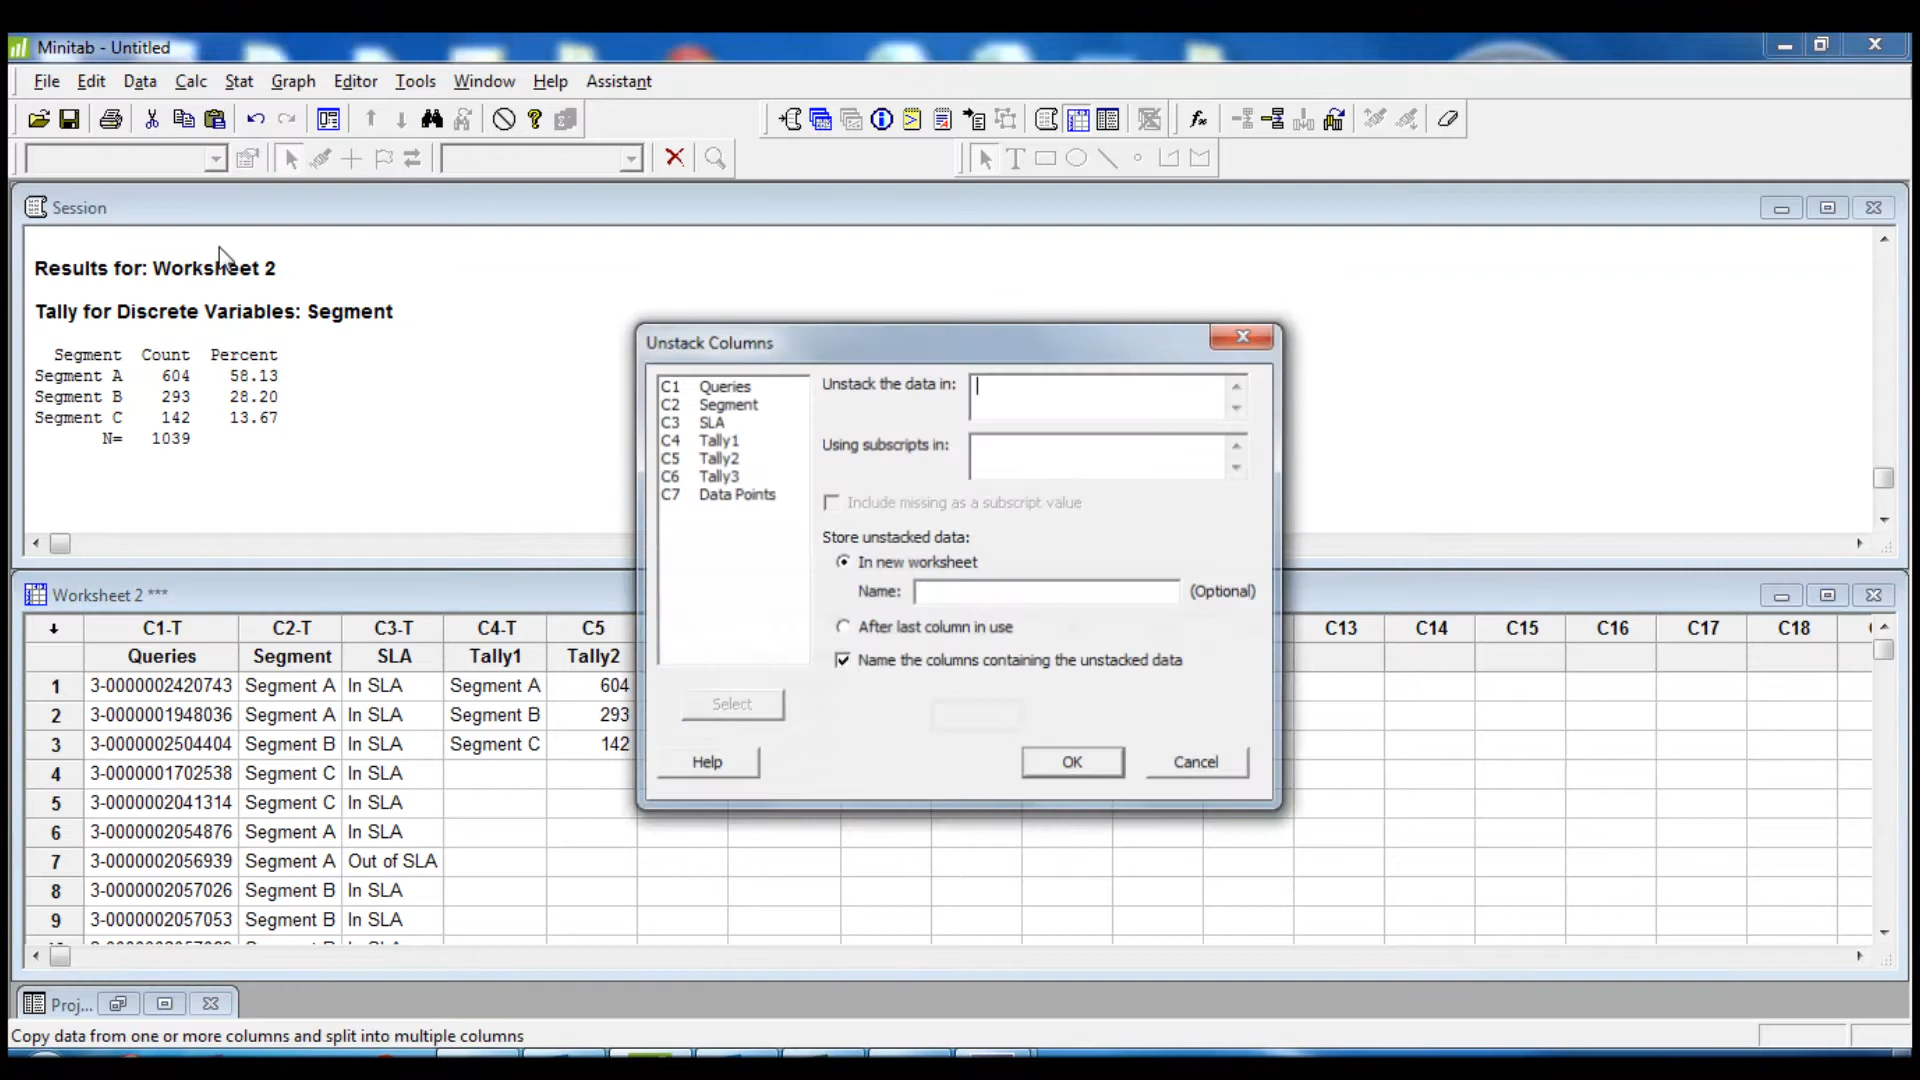 Minitab - Untitled
File Edit Data Calc Stat Graph Editor Tools Window Help Assistant
Session
Results for: Worksheet 2
Tally for Discrete Variables: Segment
Segment Count Percent
Segment A 604 58.13
Segment B 293 28.20
Segment C 142 13.67
N= 1039
Unstack Columns
C1 Queries
C2 Segment
C3 SLA
C4 Tally1
C5 Tally2
C6 Tally3
C7 Data Points
Unstack the data in:
Using subscripts in:
Include missing as a subscript value
Store unstacked data:
In new worksheet
Name: (Optional)
After last column in use
Name the columns containing the unstacked data
Select
Help OK Cancel
Worksheet 2 ***
C1-T C2-T C3-T C4-T C5 C13 C14 C15 C16 C17 C18
Queries Segment SLA Tally1 Tally2
1 3-0000002420743 Segment A In SLA Segment A 604
2 3-0000001948036 Segment A In SLA Segment B 293
3 3-0000002504404 Segment B In SLA Segment C 142
4 3-0000001702538 Segment C In SLA
5 3-0000002041314 Segment C In SLA
6 3-0000002054876 Segment A In SLA
7 3-0000002056939 Segment A Out of SLA
8 3-0000002057026 Segment B In SLA
9 3-0000002057053 Segment B In SLA
Proj...
Copy data from one or more columns and split into multiple columns